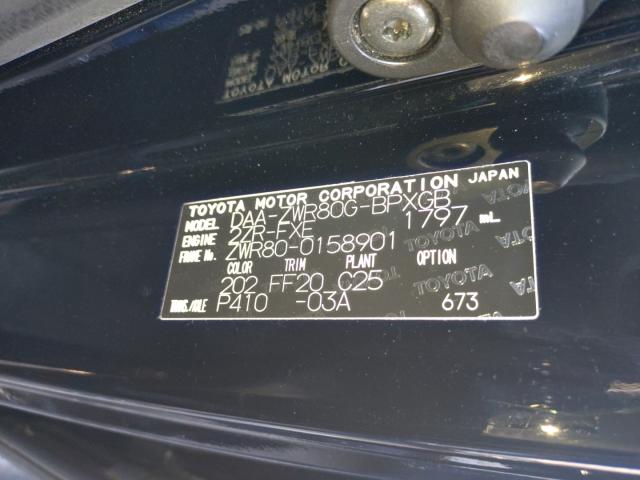 TOYOTA MOTOR CORPORATION JAPAN
MODEL DAA-ZWR80G-BPXGB
ENGINE 2ZR-FXE 1797 mL
FRAME No. ZWR80-0158901
COLOR TRIM PLANT OPTION
202 FF20 C25
TRANS./AXLE P410 -03A 673
TOYOTA